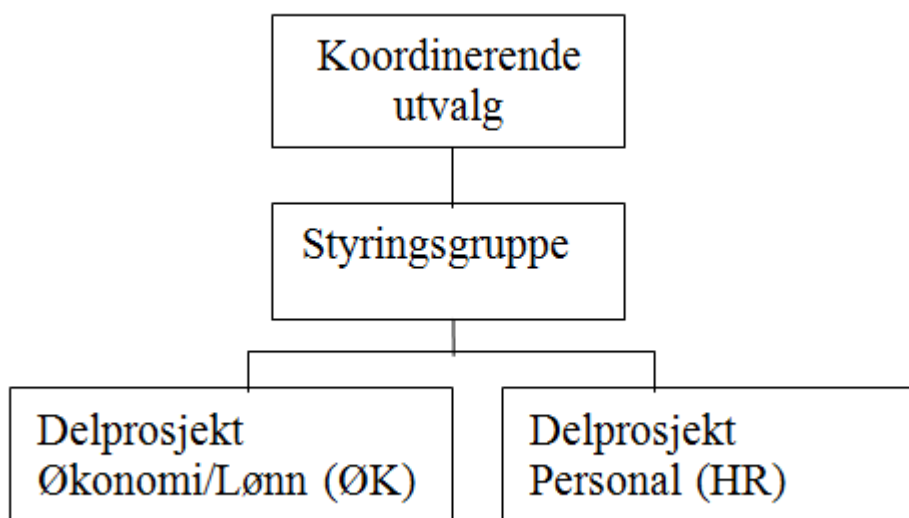 Koordinerende
utvalg
Styringsgruppe
Delprosjekt
Økonomi/Lønn (ØK)
Delprosjekt
Personal (HR)